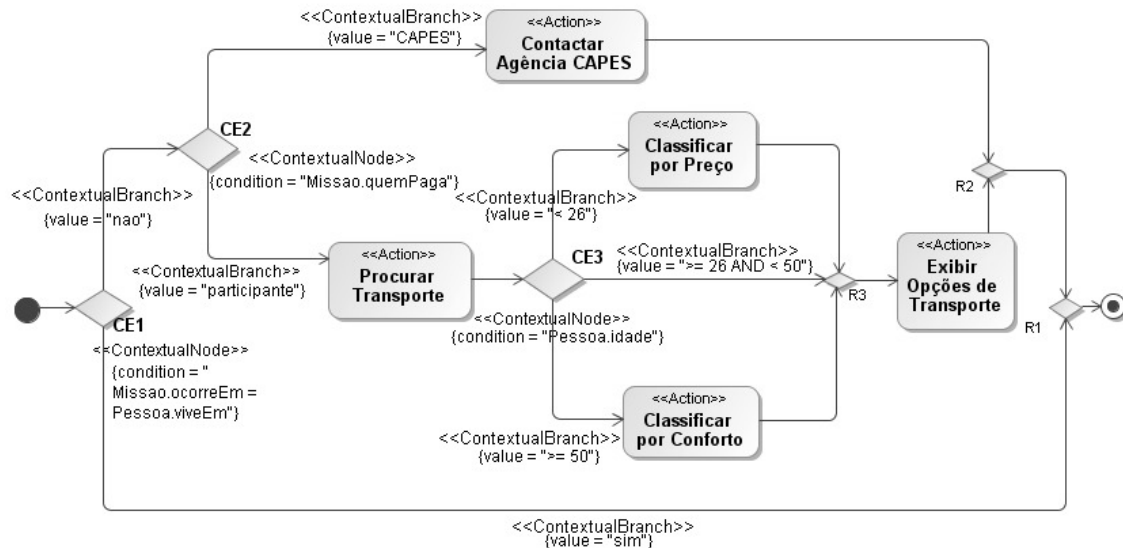 <<ContextualBranch>>
{value = "CAPES"}
<<Action>>
Contactar
Agência CAPES
CE2
<<ContextualNode>>
{condition = "Missao.quemPaga"}
<<ContextualBranch>>
{value = "nao"}
<<Action>>
Classificar
por Preço
<<ContextualBranch>>
{value = "< 26"}
R2
<<ContextualBranch>>
{value = "participante"}
<<Action>>
Procurar
Transporte
CE3
<<ContextualBranch>>
{value = ">= 26 AND < 50"}
R3
<<Action>>
Exibir
Opções de
Transporte
CE1
<<ContextualNode>>
{condition = "
Missao.ocorreEm =
Pessoa.viveEm"}
<<ContextualNode>>
{condition = "Pessoa.idade"}
R1
<<ContextualBranch>>
{value = ">= 50"}
<<Action>>
Classificar
por Conforto
<<ContextualBranch>>
{value = "sim"}